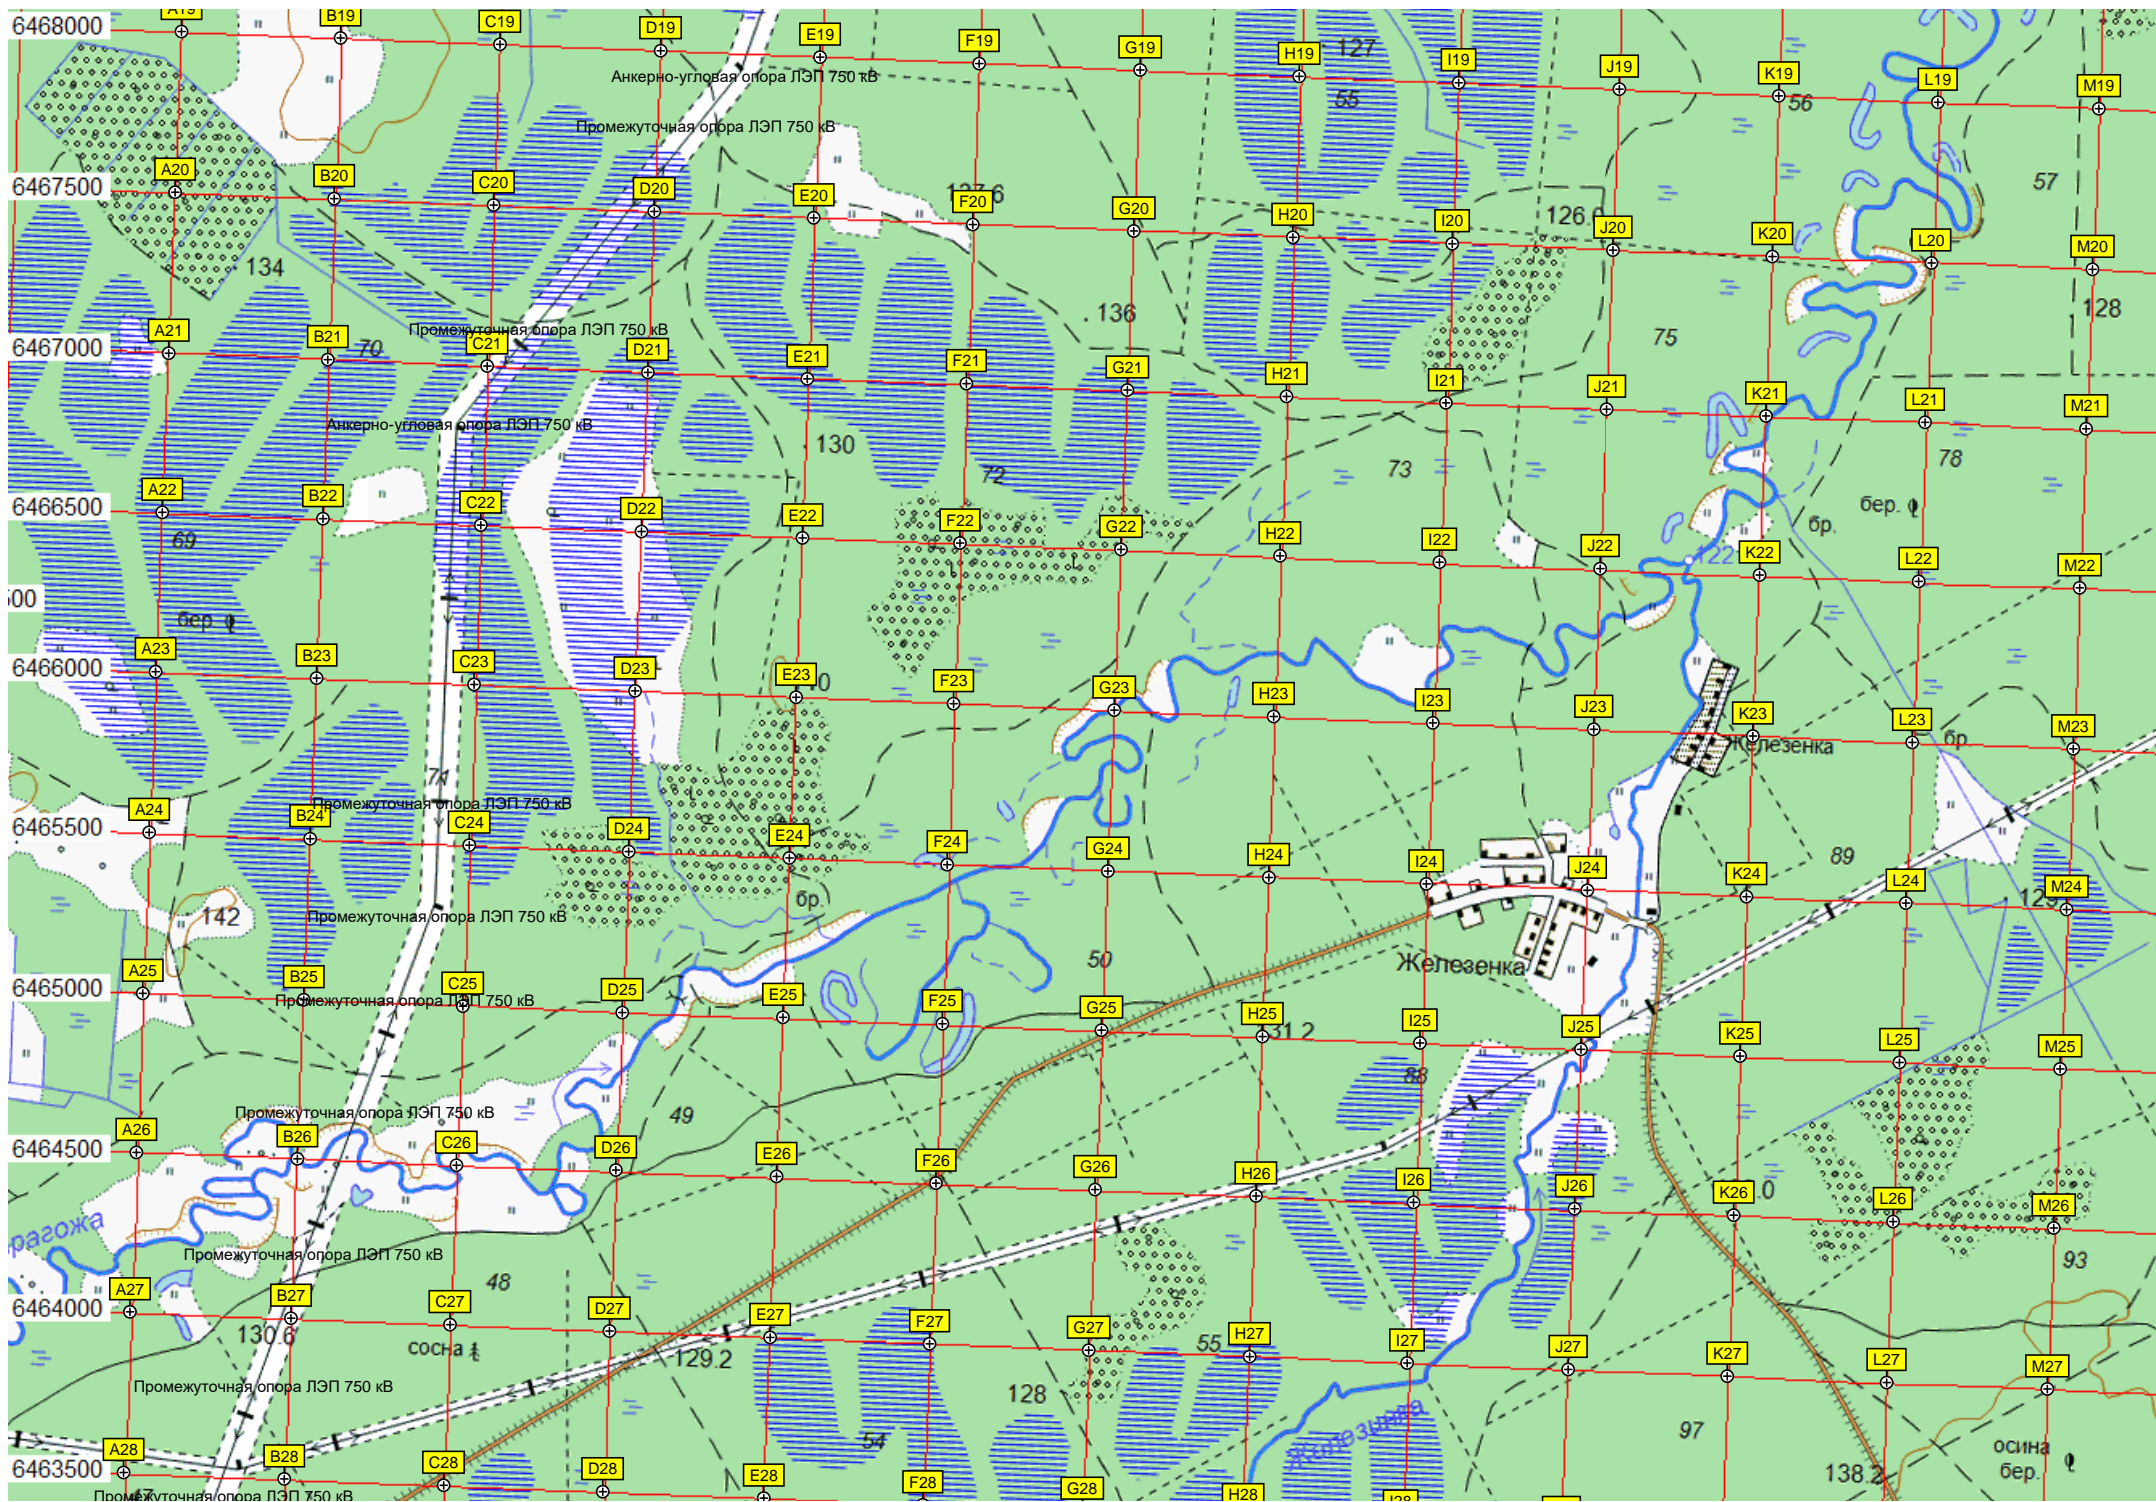 6468000
A19
B19
C19
D19
E19
F19
G19
H19
127
I19
J19
K19
L19
M19
Анкерно-угловая опора ЛЭП 750 кВ
55
56
Промежуточная опора ЛЭП 750 кВ
6467500
A20
B20
C20
D20
E20
F20
G20
H20
I20
126.
J20
K20
L20
M20
57
134
136
128
Промежуточная опора ЛЭП 750 кВ
6467000
A21
B21
70
C21
D21
E21
F21
G21
H21
I21
J21
75
K21
L21
M21
Анкерно-угловая опора ЛЭП 750 кВ
130
72
73
78
6466500
A22
B22
C22
D22
E22
F22
G22
H22
I22
J22
K22
L22
M22
бер.
бр.
122
69
500
бер.
6466000
A23
B23
C23
D23
E23
F23
G23
H23
I23
J23
K23
L23
M23
Железенка
бр.
71
Промежуточная опора ЛЭП 750 кВ
6465500
A24
B24
C24
D24
E24
F24
G24
H24
I24
J24
K24
L24
M24
89
бр.
142
Промежуточная опора ЛЭП 750 кВ
50
Железенка
6465000
A25
B25
C25
D25
E25
F25
G25
H25
131.2
I25
J25
K25
L25
M25
Промежуточная опора ЛЭП 750 кВ
88
49
Промежуточная опора ЛЭП 750 кВ
6464500
A26
B26
C26
D26
E26
F26
G26
H26
I26
J26
K26
L26
M26
рагожа
Промежуточная опора ЛЭП 750 кВ
48
93
6464000
A27
B27
C27
D27
E27
F27
G27
55
H27
I27
J27
K27
L27
M27
130.6
сосна
129.2
128
Промежуточная опора ЛЭП 750 кВ
Железинка
54
97
осина
бер.
138.2
6463500
A28
B28
C28
D28
E28
F28
G28
H28
I28
47
Промежуточная опора ЛЭП 750 кВ